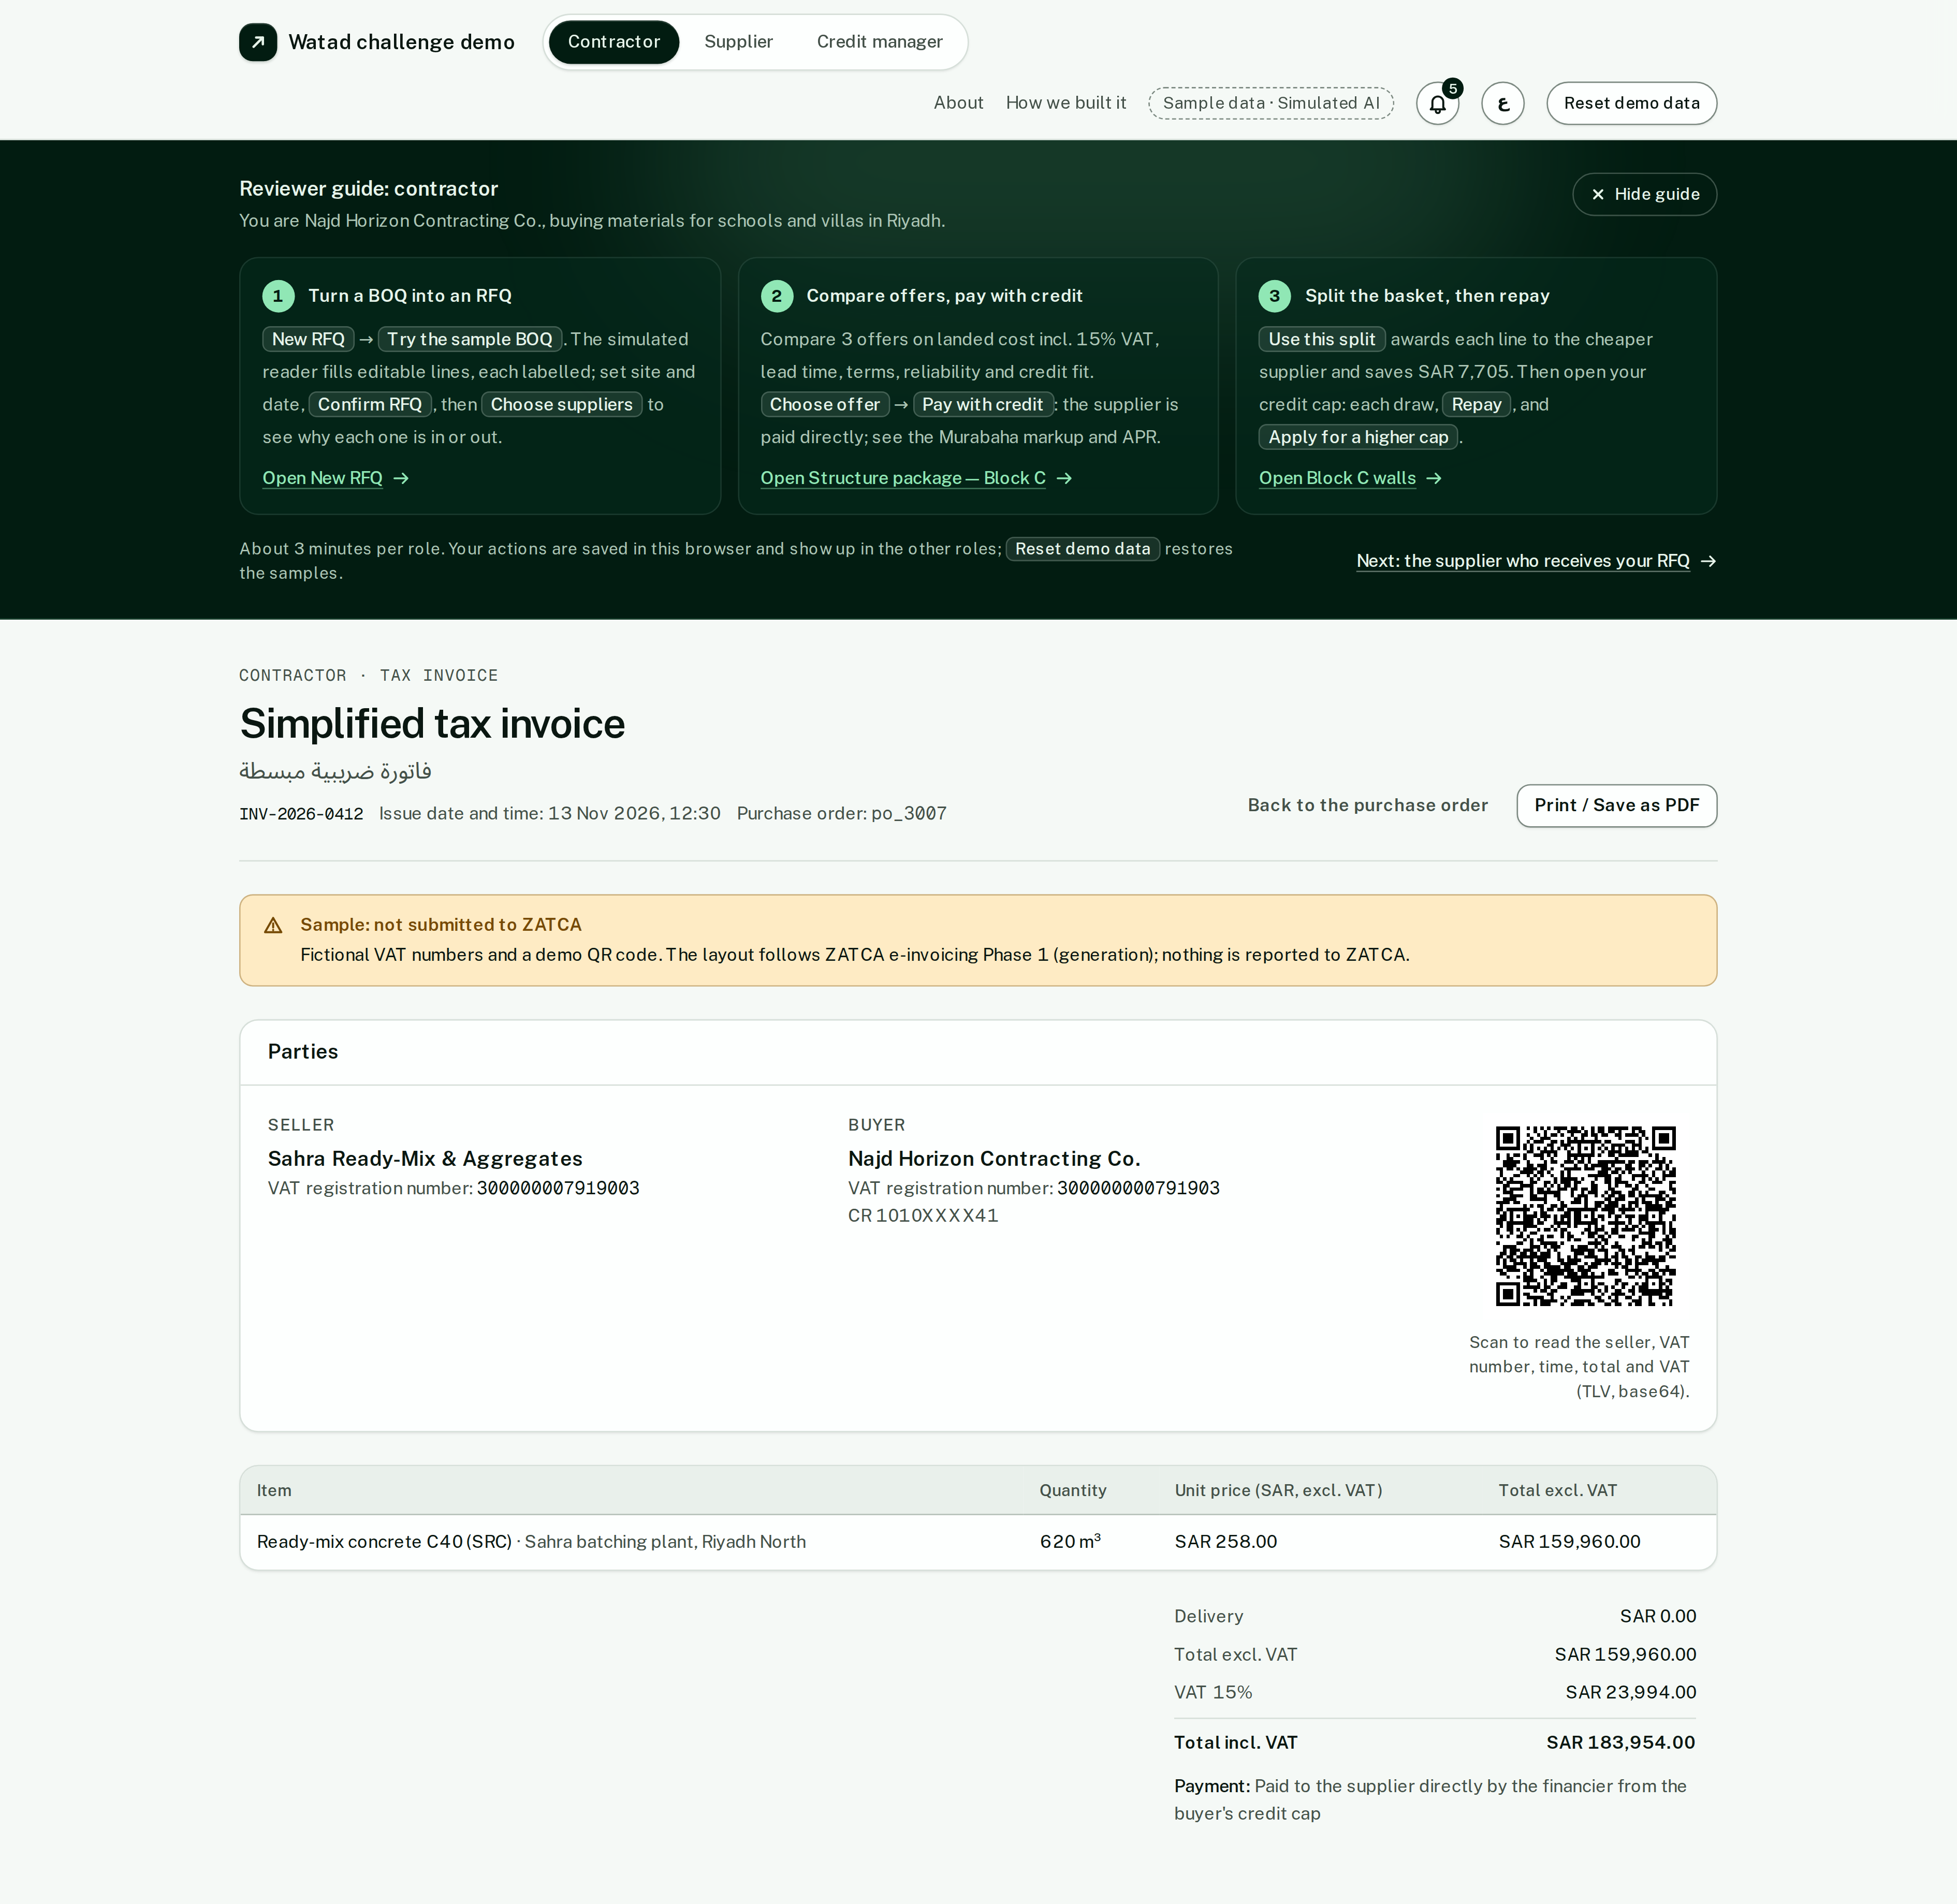 Watad challenge demo
Contractor
Supplier
Credit manager
About
How we built it
Sample data · Simulated AI
5
ع
Reset demo data
Reviewer guide: contractor
You are Najd Horizon Contracting Co., buying materials for schools and villas in Riyadh.
Hide guide
1 Turn a BOQ into an RFQ
New RFQ → Try the sample BOQ. The simulated
reader fills editable lines, each labelled; set site and
date, Confirm RFQ, then Choose suppliers to
see why each one is in or out.
Open New RFQ →
2 Compare offers, pay with credit
Compare 3 offers on landed cost incl. 15% VAT,
lead time, terms, reliability and credit fit.
Choose offer → Pay with credit: the supplier is
paid directly; see the Murabaha markup and APR.
Open Structure package — Block C →
3 Split the basket, then repay
Use this split awards each line to the cheaper
supplier and saves SAR 7,705. Then open your
credit cap: each draw, Repay, and
Apply for a higher cap.
Open Block C walls →
About 3 minutes per role. Your actions are saved in this browser and show up in the other roles; Reset demo data restores
the samples.
Next: the supplier who receives your RFQ →
CONTRACTOR · TAX INVOICE
Simplified tax invoice
فاتورة ضريبية مبسطة
INV-2026-0412 Issue date and time: 13 Nov 2026, 12:30 Purchase order: po_3007
Back to the purchase order
Print / Save as PDF
Sample: not submitted to ZATCA
Fictional VAT numbers and a demo QR code. The layout follows ZATCA e-invoicing Phase 1 (generation); nothing is reported to ZATCA.
Parties
SELLER
Sahra Ready-Mix & Aggregates
VAT registration number: 300000007919003
BUYER
Najd Horizon Contracting Co.
VAT registration number: 300000000791903
CR 1010XXXX41
Scan to read the seller, VAT
number, time, total and VAT
(TLV, base64).
Item Quantity Unit price (SAR, excl. VAT) Total excl. VAT
Ready-mix concrete C40 (SRC) · Sahra batching plant, Riyadh North 620 m³ SAR 258.00 SAR 159,960.00
Delivery SAR 0.00
Total excl. VAT SAR 159,960.00
VAT 15% SAR 23,994.00
Total incl. VAT SAR 183,954.00
Payment: Paid to the supplier directly by the financier from the
buyer's credit cap